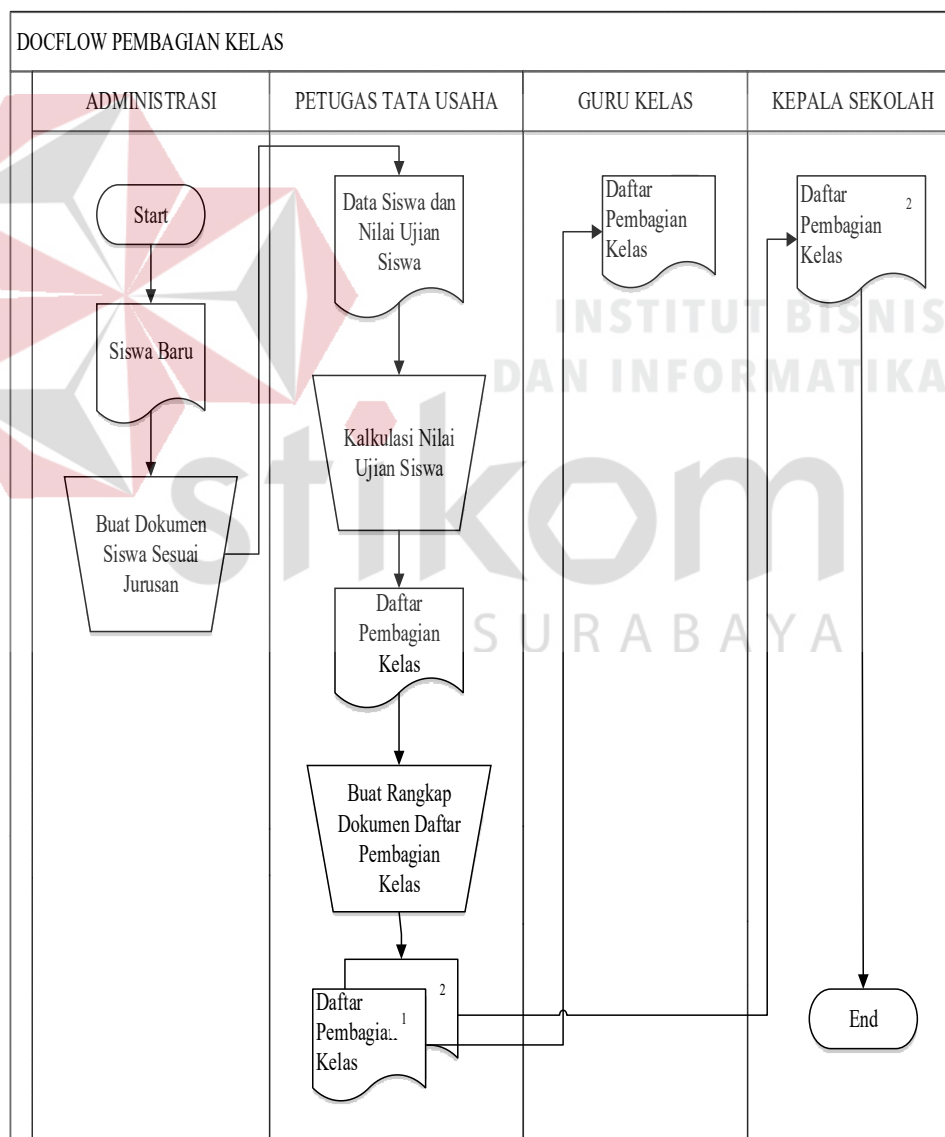 DOCFLOW PEMBAGIAN KELAS
ADMINISTRASI
PETUGAS TATA USAHA
GURU KELAS
KEPALA SEKOLAH
Start
Siswa Baru
Buat Dokumen
Siswa Sesuai
Jurusan
Data Siswa dan
Nilai Ujian
Siswa
Kalkulasi Nilai
Ujian Siswa
Daftar
Pembagian
Kelas
Buat Rangkap
Dokumen Daftar
Pembagian
Kelas
2
Daftar
Pembagian 1
Kelas
Daftar
Pembagian
Kelas
Daftar 2
Pembagian
Kelas
End
INSTITUT BISNIS
DAN INFORMATIKA
stikom
SURABAYA